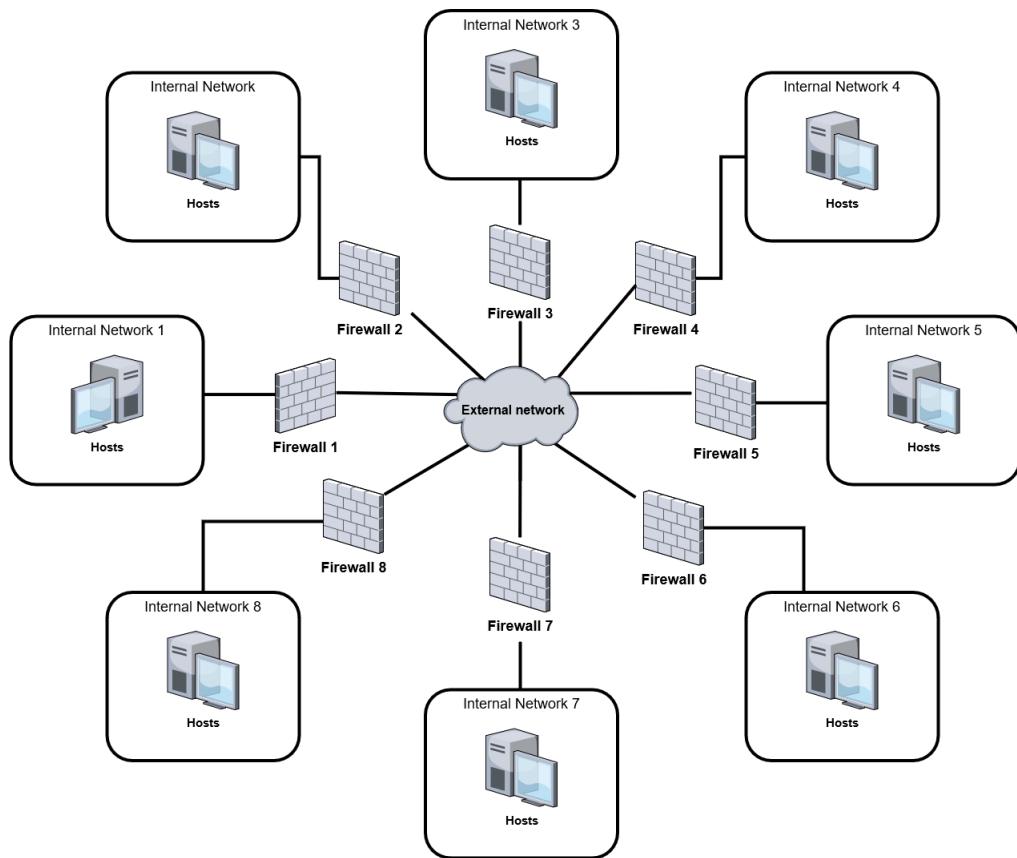 Internal Network 3
Hosts
Internal Network
Hosts
Internal Network 4
Hosts
Firewall 2
Firewall 3
Firewall 4
Internal Network 1
Hosts
Firewall 1
External network
Firewall 5
Internal Network 5
Hosts
Firewall 8
Firewall 6
Firewall 7
Internal Network 8
Hosts
Internal Network 7
Hosts
Internal Network 6
Hosts